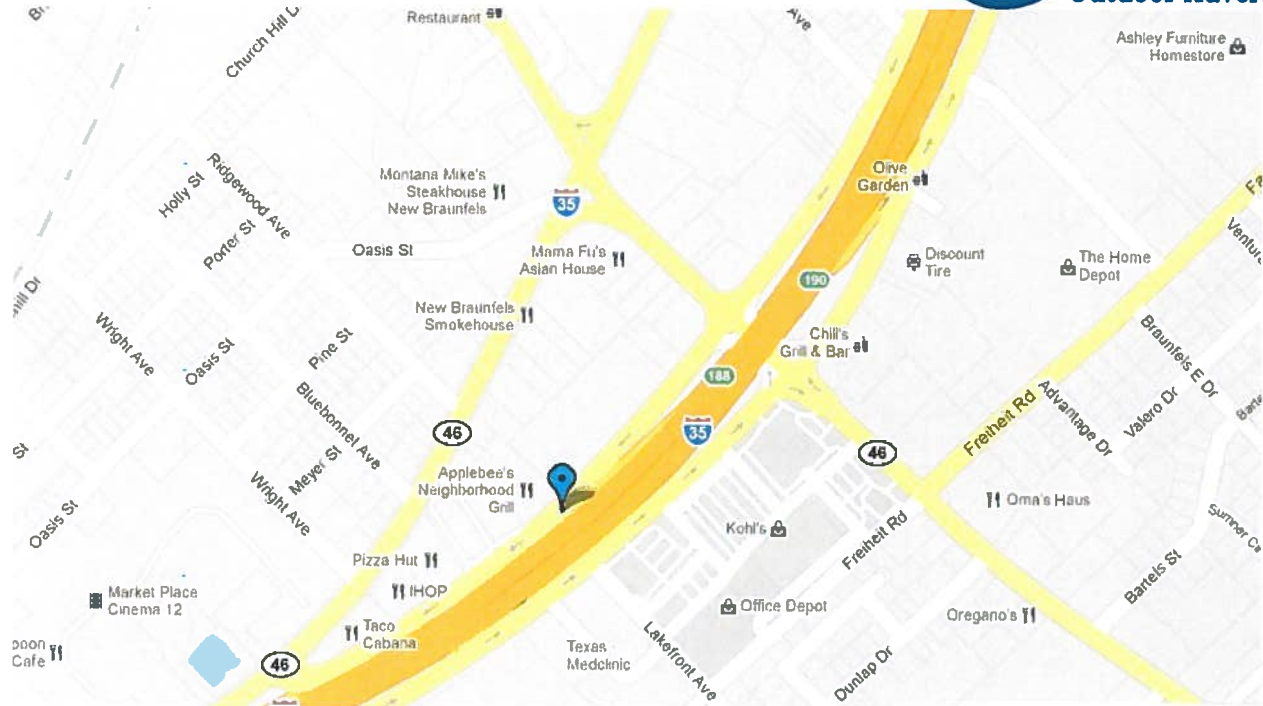 Restaurant
Church Hill
Ave
Ashley Furniture
Homestore
Olive
Garden
Montana Mike's
Steakhouse
New Braunfels
35
Ridgewood Ave
Holly St
Porter St
Oasis St
Mama Fu's
Asian House
Discount
Tire
The Home
Depot
190
New Braunfels
Smokehouse
Chili's
Grill & Bar
Wright Ave
Oasis St
Pine St
188
Braunfels E Dr
Bluebonnet Ave
Advantage Dr
Valero Dr
Freiheit Rd
46
35
46
Meyer St
Applebee's
Neighborhood
Grill
Wright Ave
Oma's Haus
Oasis St
Kohl's
Freiheit Rd
Sumner
Pizza Hut
IHOP
Bartels St
Market Place
Cinema 12
Office Depot
Oregano's
Taco
Cabana
Cafe
46
Texas
Medclinic
Lakefront Ave
Dunlap Dr